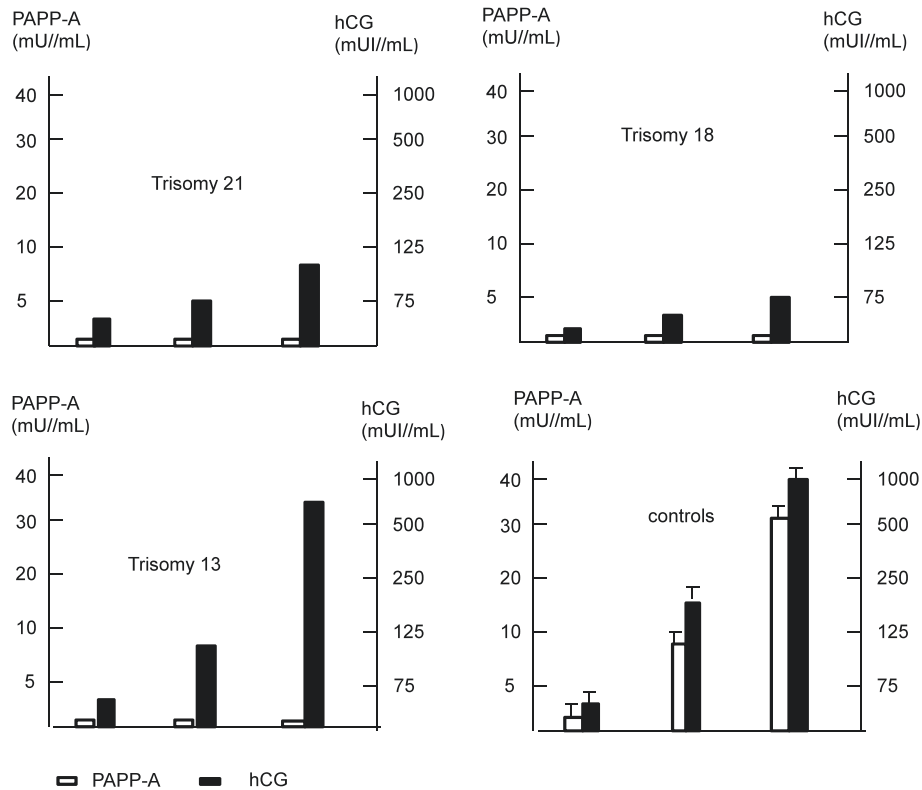 PAPP-A
(mU//mL)
hCG
(mUI//mL)
40
30
20
10
5
Trisomy 21
1000
500
250
125
75
PAPP-A
(mU//mL)
hCG
(mUI//mL)
40
30
20
10
5
Trisomy 18
1000
500
250
125
75
PAPP-A
(mU//mL)
hCG
(mUI//mL)
40
30
20
10
5
Trisomy 13
1000
500
250
125
75
PAPP-A
(mU//mL)
hCG
(mUI//mL)
40
30
20
10
5
controls
1000
500
250
125
75
PAPP-A hCG